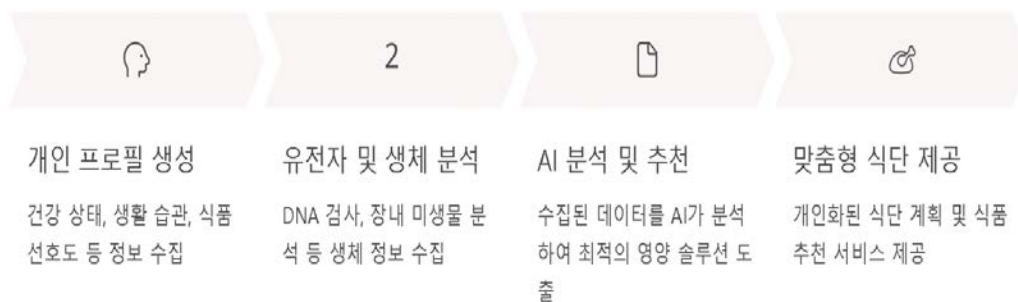 2
개인 프로필 생성
건강 상태, 생활 습관, 식품
선호도 등 정보 수집
유전자 및 생체 분석
DNA 검사, 장내 미생물 분
석 등 생체 정보 수집
AI 분석 및 추천
수집된 데이터를 AI가 분석
하여 최적의 영양 솔루션 도
출
맞춤형 식단 제공
개인화된 식단 계획 및 식품
추천 서비스 제공